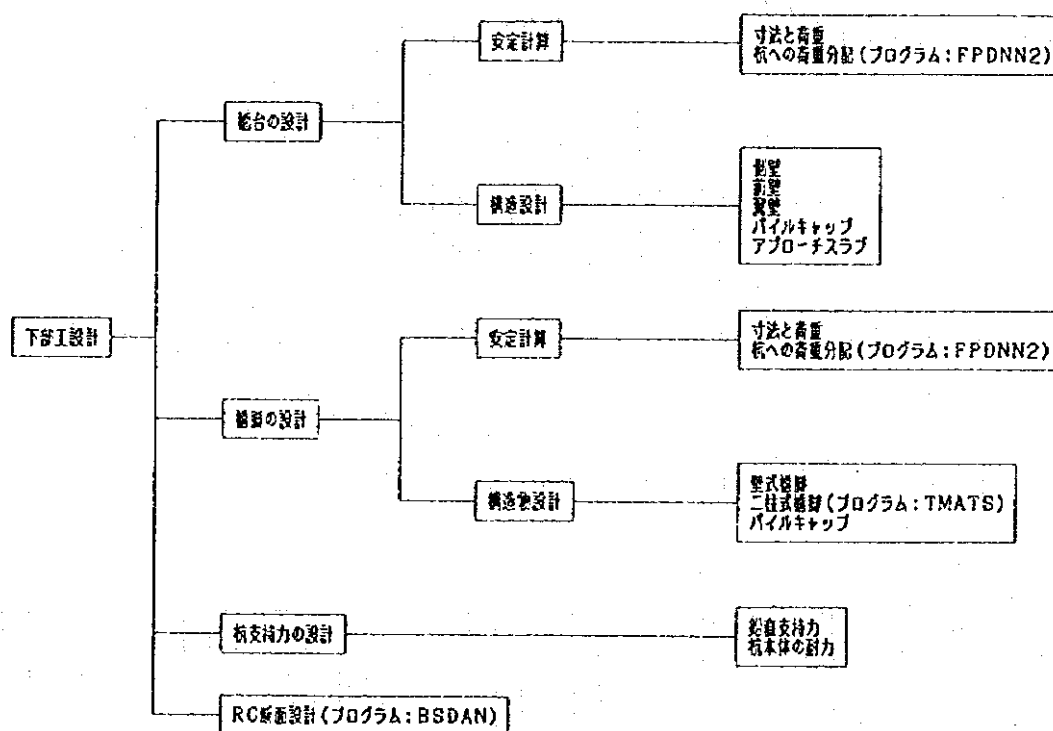 安定計算
寸法と荷重
杭への荷重分配(プログラム:FPDNN2)
橋台の設計
構造設計
側壁
前壁
翼壁
パイルキャップ
アプローチスラブ
下部工設計
安定計算
寸法と荷重
杭への荷重分配(プログラム:FPDNN2)
橋脚の設計
構造物設計
壁式橋脚
二柱式橋脚(プログラム:TMATS)
パイルキャップ
杭支持力の設計
鉛直支持力
杭本体の耐力
RC断面設計(プログラム:BSDAN)